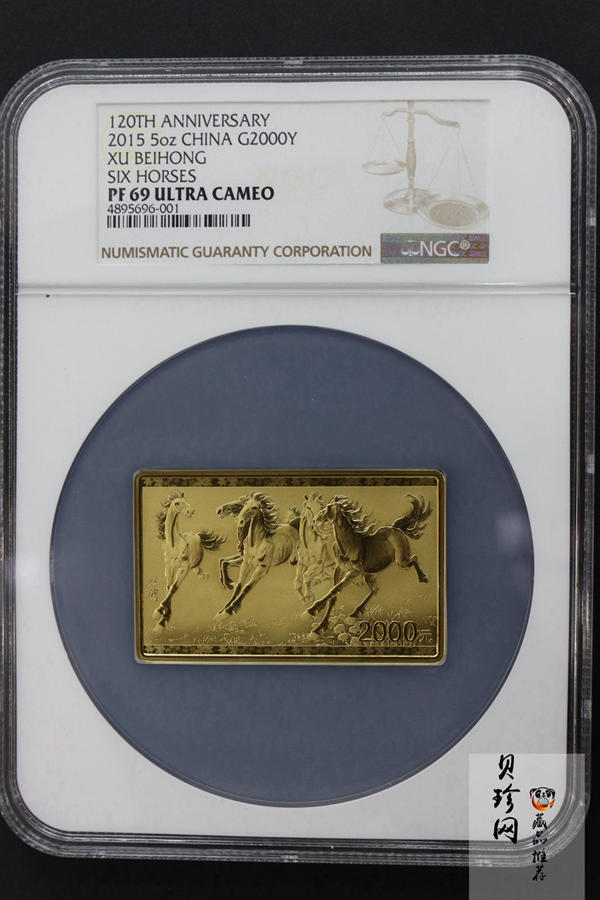 120TH ANNIVERSARY
2015 5oz CHINA G2000Y
XU BEIHONG
SIX HORSES
PF 69 ULTRA CAMEO
4895696-001
NGC
NUMISMATIC GUARANTY CORPORATION
NGC®
2000元
贝珍网
藏品推荐